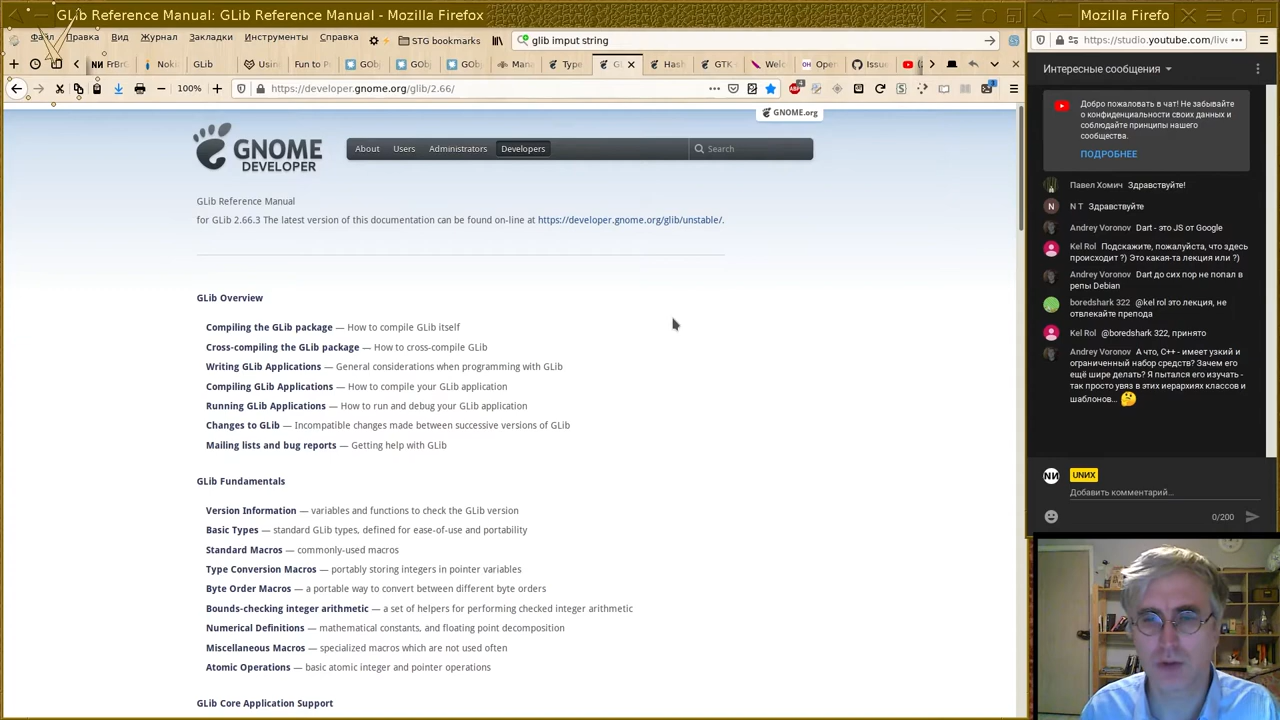 GLib Reference Manual: GLib Reference Manual - Mozilla Firefox
Mozilla Firefo
Файл Правка Вид Журнал Закладки Инструменты Справка
STG bookmarks
glib imput string
https://studio.youtube.com/live
FrBrC
Noki
GLib
Usin
Fun to P
GOb
GObj
GOb
Mana
Type
Gl
Hash
GTK
Welc
Open
Issue
100%
https://developer.gnome.org/glib/2.66/
GNOME.org
GNOME
DEVELOPER
About Users Administrators Developers
Search
GLib Reference Manual
for GLib 2.66.3 The latest version of this documentation can be found on-line at https://developer.gnome.org/glib/unstable/.
GLib Overview
Compiling the GLib package — How to compile GLib itself
Cross-compiling the GLib package — How to cross-compile GLib
Writing GLib Applications — General considerations when programming with GLib
Compiling GLib Applications — How to compile your GLib application
Running GLib Applications — How to run and debug your GLib application
Changes to GLib — Incompatible changes made between successive versions of GLib
Mailing lists and bug reports — Getting help with GLib
GLib Fundamentals
Version Information — variables and functions to check the GLib version
Basic Types — standard GLib types, defined for ease-of-use and portability
Standard Macros — commonly-used macros
Type Conversion Macros — portably storing integers in pointer variables
Byte Order Macros — a portable way to convert between different byte orders
Bounds-checking integer arithmetic — a set of helpers for performing checked integer arithmetic
Numerical Definitions — mathematical constants, and floating point decomposition
Miscellaneous Macros — specialized macros which are not used often
Atomic Operations — basic atomic integer and pointer operations
GLib Core Application Support
Интересные сообщения
Добро пожаловать в чат! Не забывайте
о конфиденциальности своих данных и
соблюдайте принципы нашего
сообщества.
ПОДРОБНЕЕ
Павел Хомич Здравствуйте!
N T Здравствуйте
Andrey Voronov Dart - это JS от Google
Kel Rol Подскажите, пожалуйста, что здесь
происходит ?) Это какая-та лекция или ?)
Andrey Voronov Dart до сих пор не попал в
репы Debian
boredshark 322 @kel rol это лекция, не
отвлекайте препода
Kel Rol @boredshark 322, принято
Andrey Voronov А что, C++ - имеет узкий и
ограниченный набор средств? Зачем его
ещё шире делать? Я пытался его изучать -
так просто увяз в этих иерархиях классов и
шаблонов...
UNIX
Добавить комментарий...
0/200